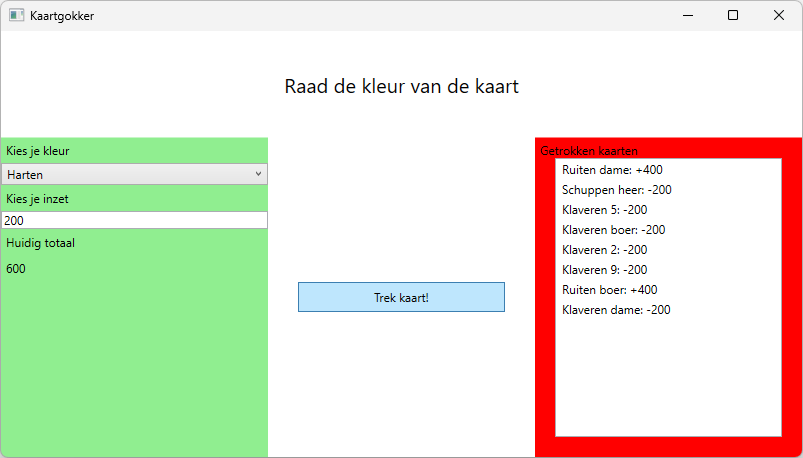 Kaartgokker
Raad de kleur van de kaart
Kies je kleur
Harten
Kies je inzet
200
Huidig totaal
600
Trek kaart!
Getrokken kaarten
Ruiten dame: +400
Schuppen heer: -200
Klaveren 5: -200
Klaveren boer: -200
Klaveren 2: -200
Klaveren 9: -200
Ruiten boer: +400
Klaveren dame: -200